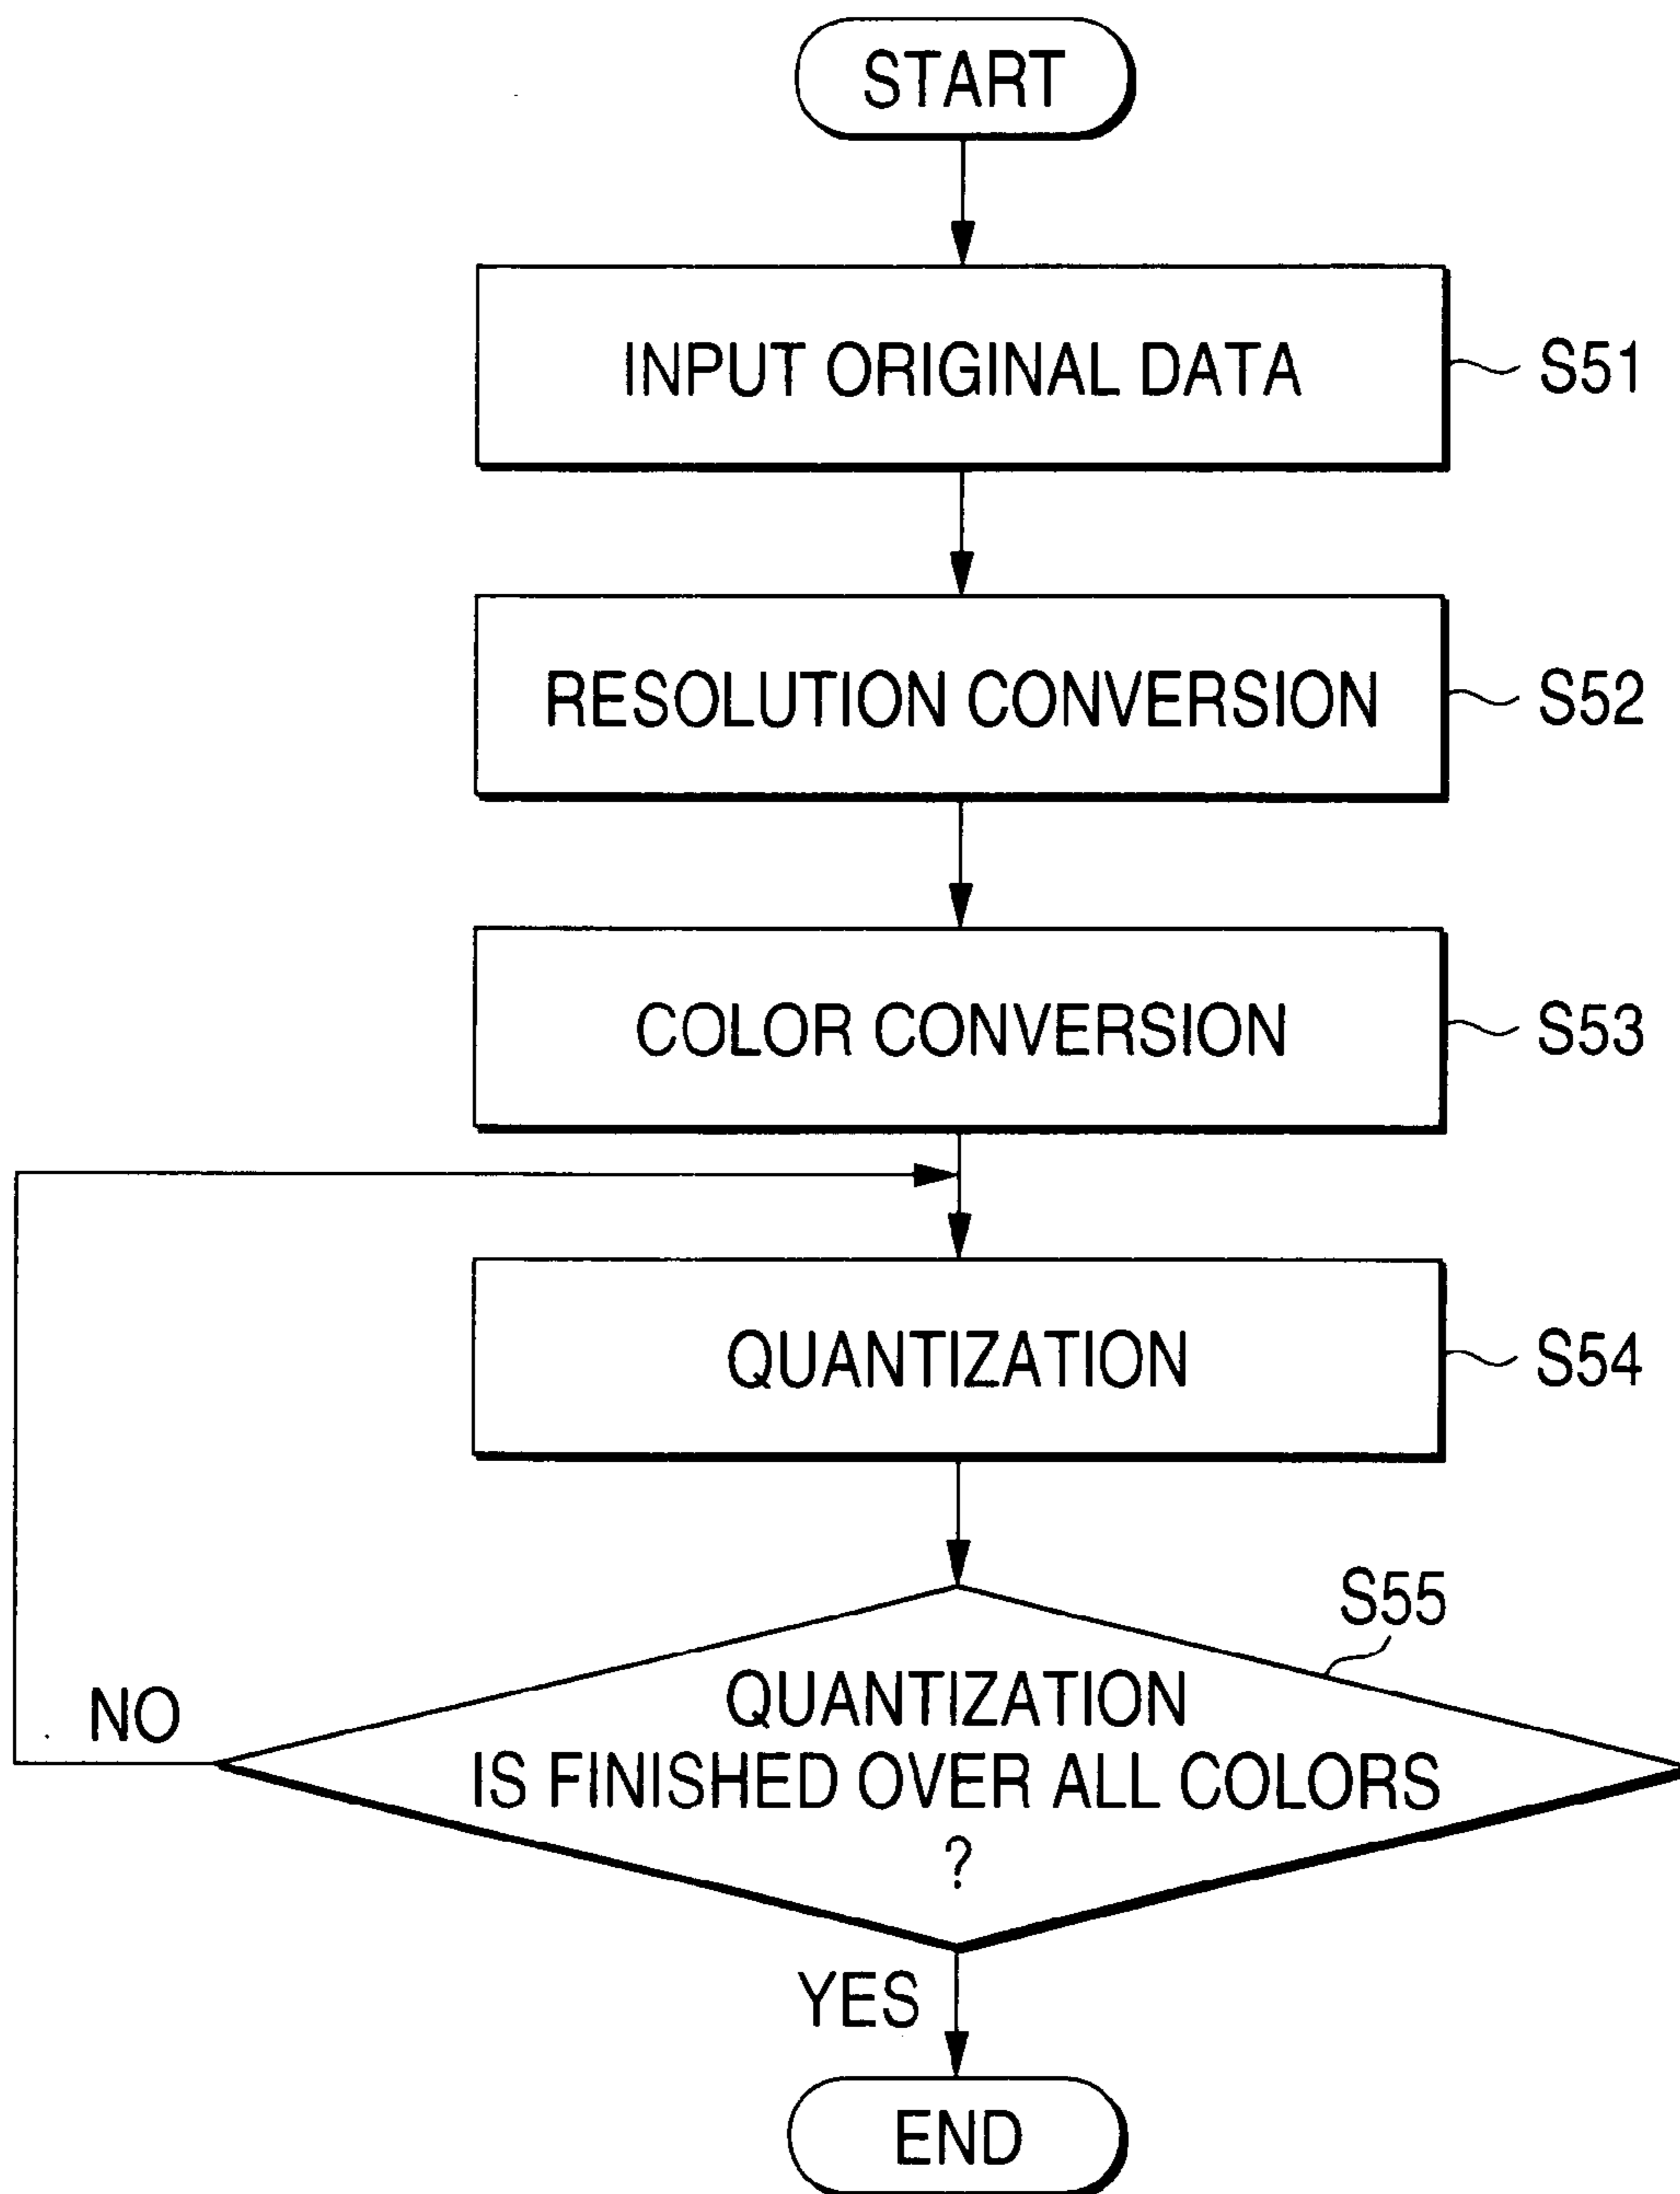 START
INPUT ORIGINAL DATA
S51
RESOLUTION CONVERSION
S52
COLOR CONVERSION
S53
QUANTIZATION
S54
S55
QUANTIZATION
IS FINISHED OVER ALL COLORS
?
NO
YES
END